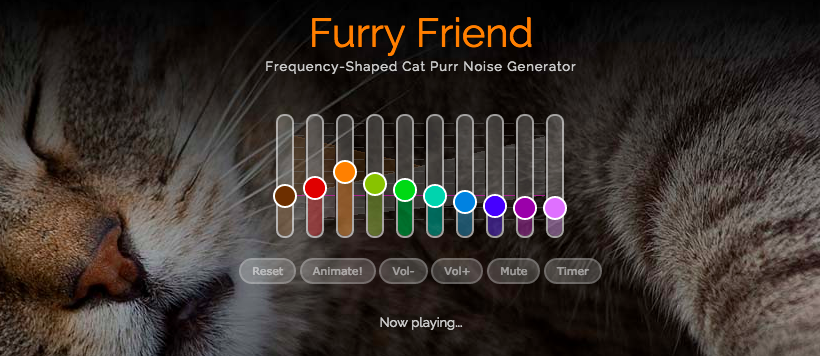 Furry Friend
Frequency-Shaped Cat Purr Noise Generator
Reset Animate! Vol- Vol+ Mute Timer
Now playing...